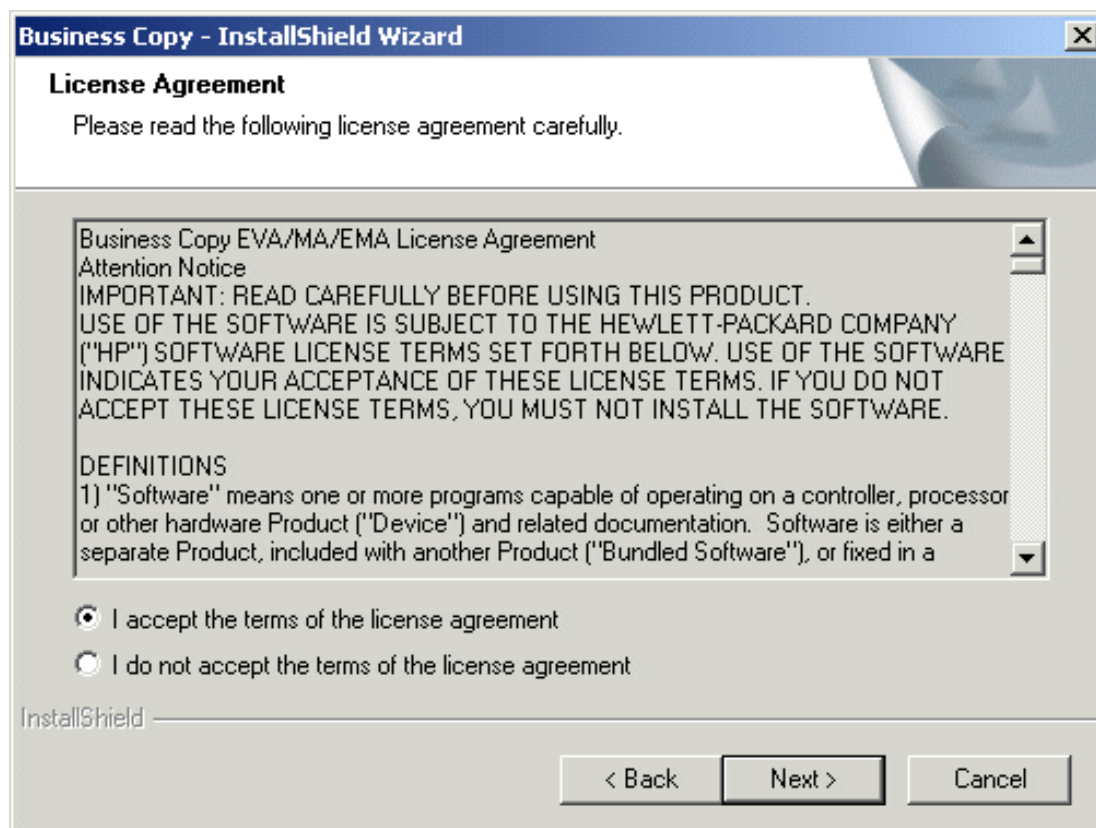 Business Copy - InstallShield Wizard
License Agreement
Please read the following license agreement carefully.
Business Copy EVA/MA/EMA License Agreement
Attention Notice
IMPORTANT: READ CAREFULLY BEFORE USING THIS PRODUCT.
USE OF THE SOFTWARE IS SUBJECT TO THE HEWLETT-PACKARD COMPANY
("HP") SOFTWARE LICENSE TERMS SET FORTH BELOW. USE OF THE SOFTWARE
INDICATES YOUR ACCEPTANCE OF THESE LICENSE TERMS. IF YOU DO NOT
ACCEPT THESE LICENSE TERMS, YOU MUST NOT INSTALL THE SOFTWARE.
DEFINITIONS
1) "Software" means one or more programs capable of operating on a controller, processor
or other hardware Product ("Device") and related documentation.  Software is either a
separate Product, included with another Product ("Bundled Software"), or fixed in a
I accept the terms of the license agreement
I do not accept the terms of the license agreement
InstallShield
< Back Next > Cancel